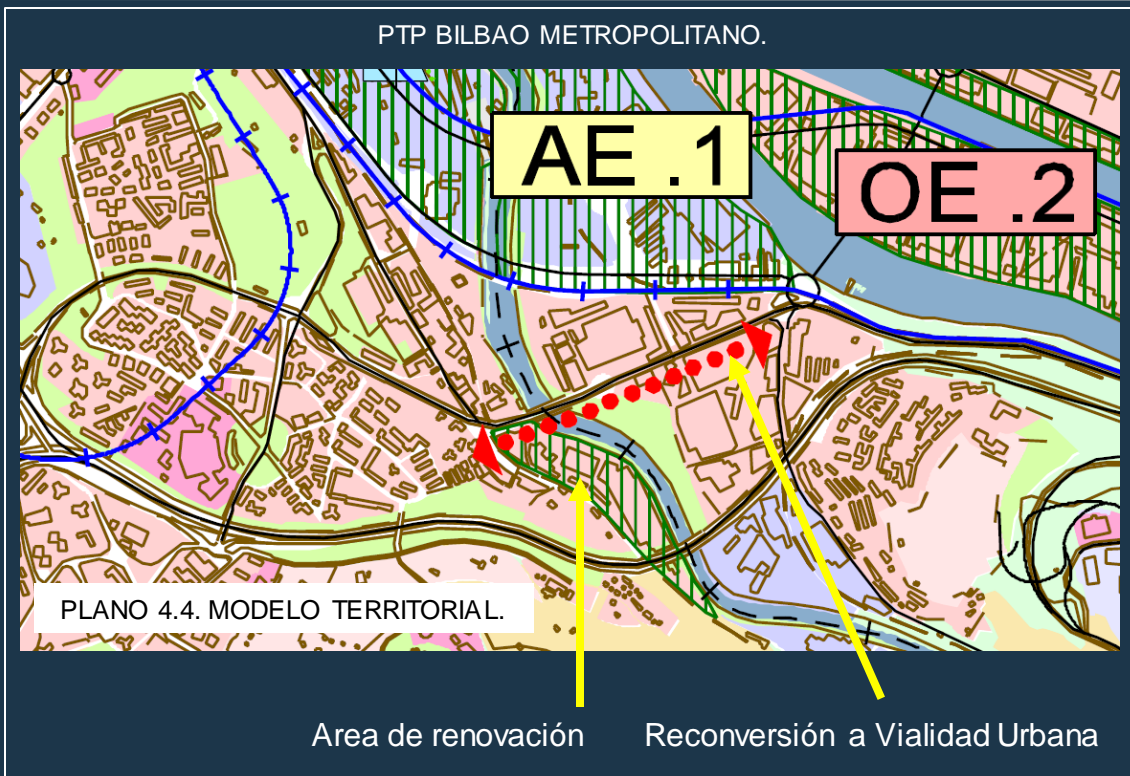 PTP BILBAO METROPOLITANO.
AE .1
OE .2
PLANO 4.4. MODELO TERRITORIAL.
Area de renovación
Reconversión a Vialidad Urbana